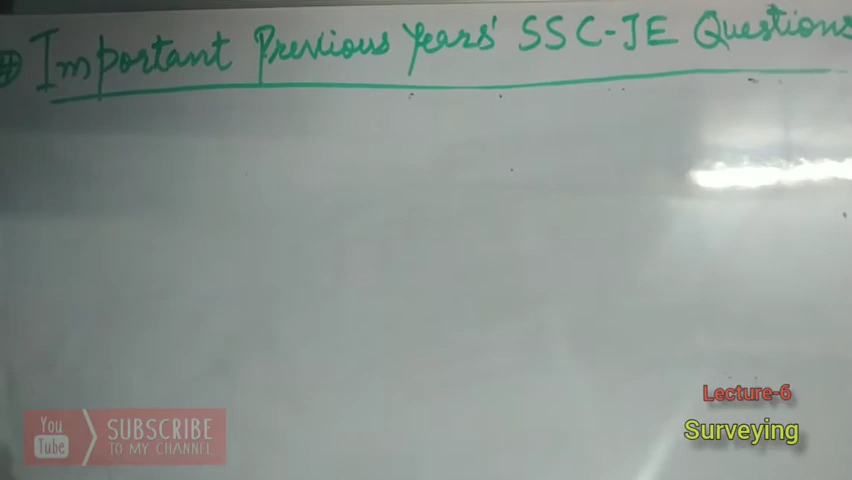 # Important Previous Years' SSC-JE Questions
Lecture-6
Surveying
You
Tube
SUBSCRIBE
TO MY CHANNEL